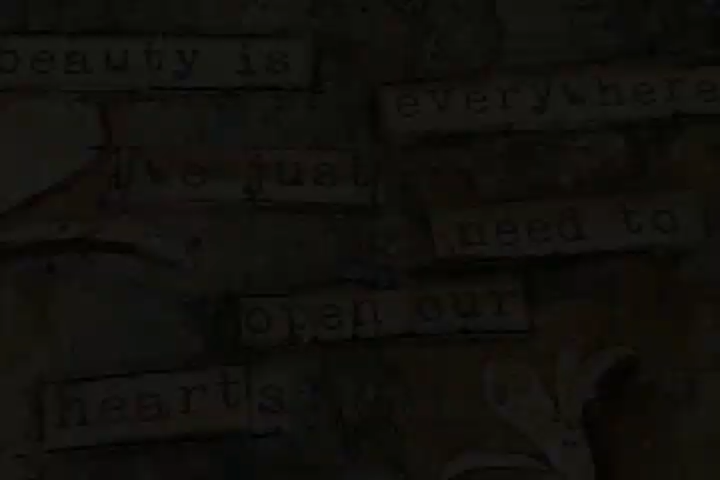 beauty is
everywhere
We just
need to
open our
hearts